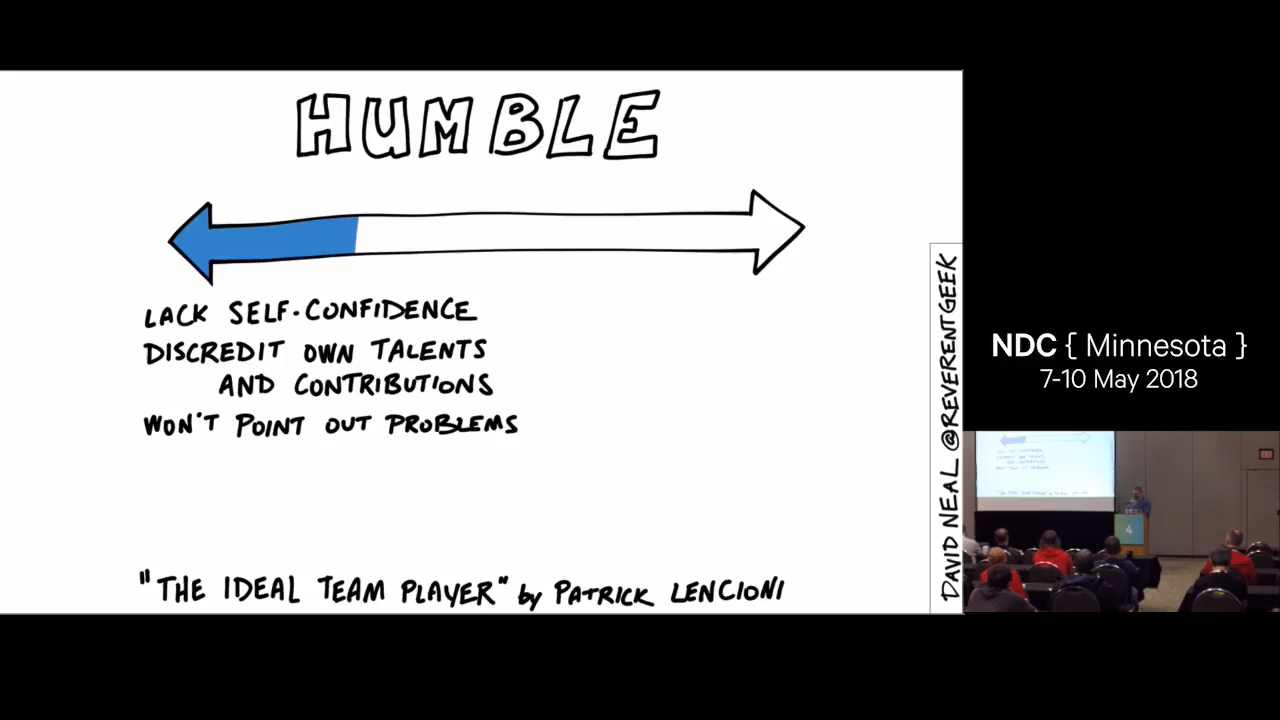 HUMBLE
LACK SELF-CONFIDENCE
DISCREDIT OWN TALENTS
AND CONTRIBUTIONS
WON'T POINT OUT PROBLEMS
"THE IDEAL TEAM PLAYER" by PATRICK LENCIONI
DAVID NEAL @REVERENTGEEK
NDC { Minnesota }
7-10 May 2018
4